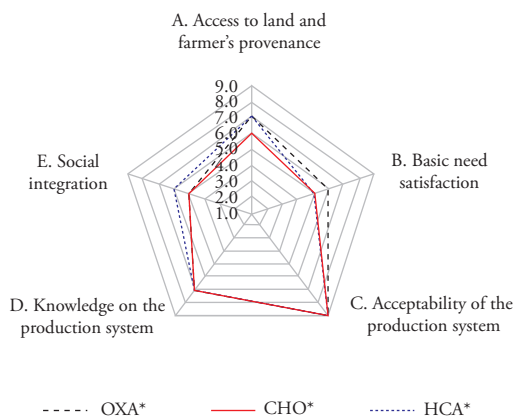 A. Access to land and
farmer's provenance
9.0
8.0
7.0
6.0
5.0
4.0
3.0
2.0
1.0
E. Social
integration
B. Basic need
satisfaction
D. Knowledge on the
production system
C. Acceptability of the
production system
OXA* CHO* HCA*